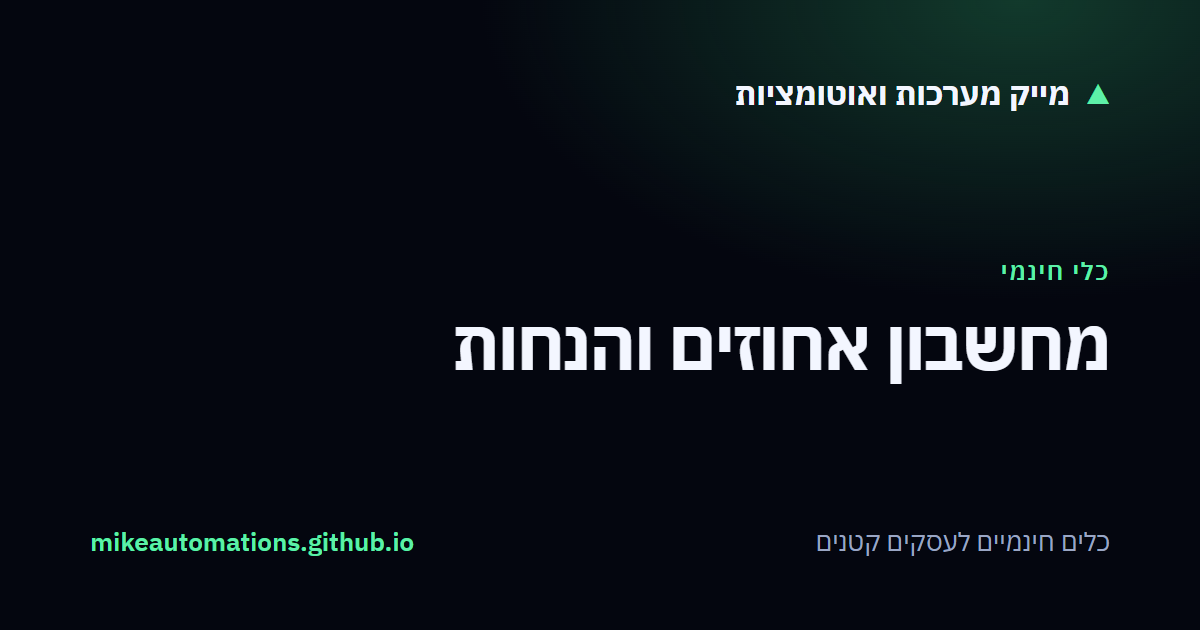 מייק מערכות ואוטומציות
כלי חינמי
מחשבון אחוזים והנחות
כלים חינמיים לעסקים קטנים
mikeautomations.github.io